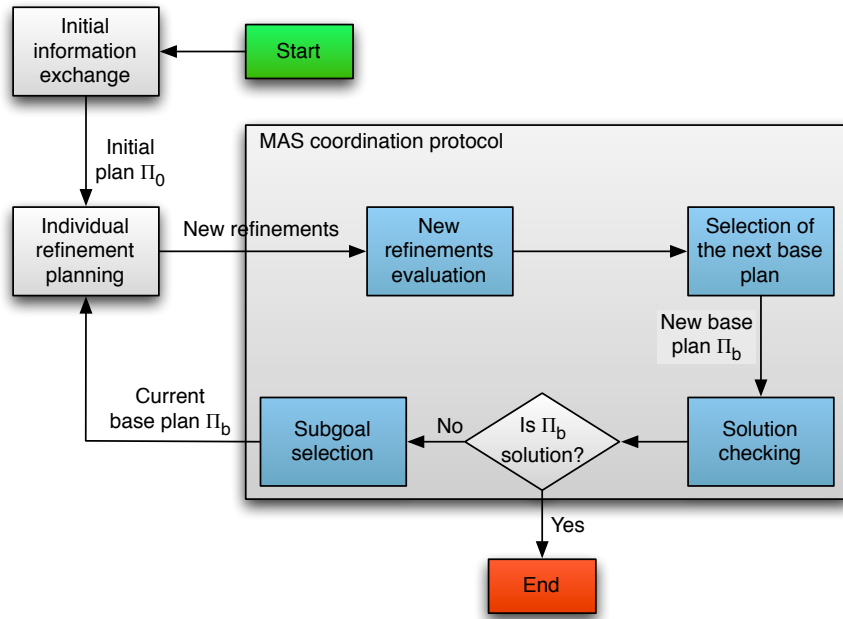 Initial
information
exchange
Start
Initial
plan Π0
MAS coordination protocol
Individual
refinement
planning
New refinements
New
refinements
evaluation
Selection of
the next base
plan
New base
plan Πb
Current
base plan Πb
Subgoal
selection
No
Is Πb
solution?
Solution
checking
Yes
End